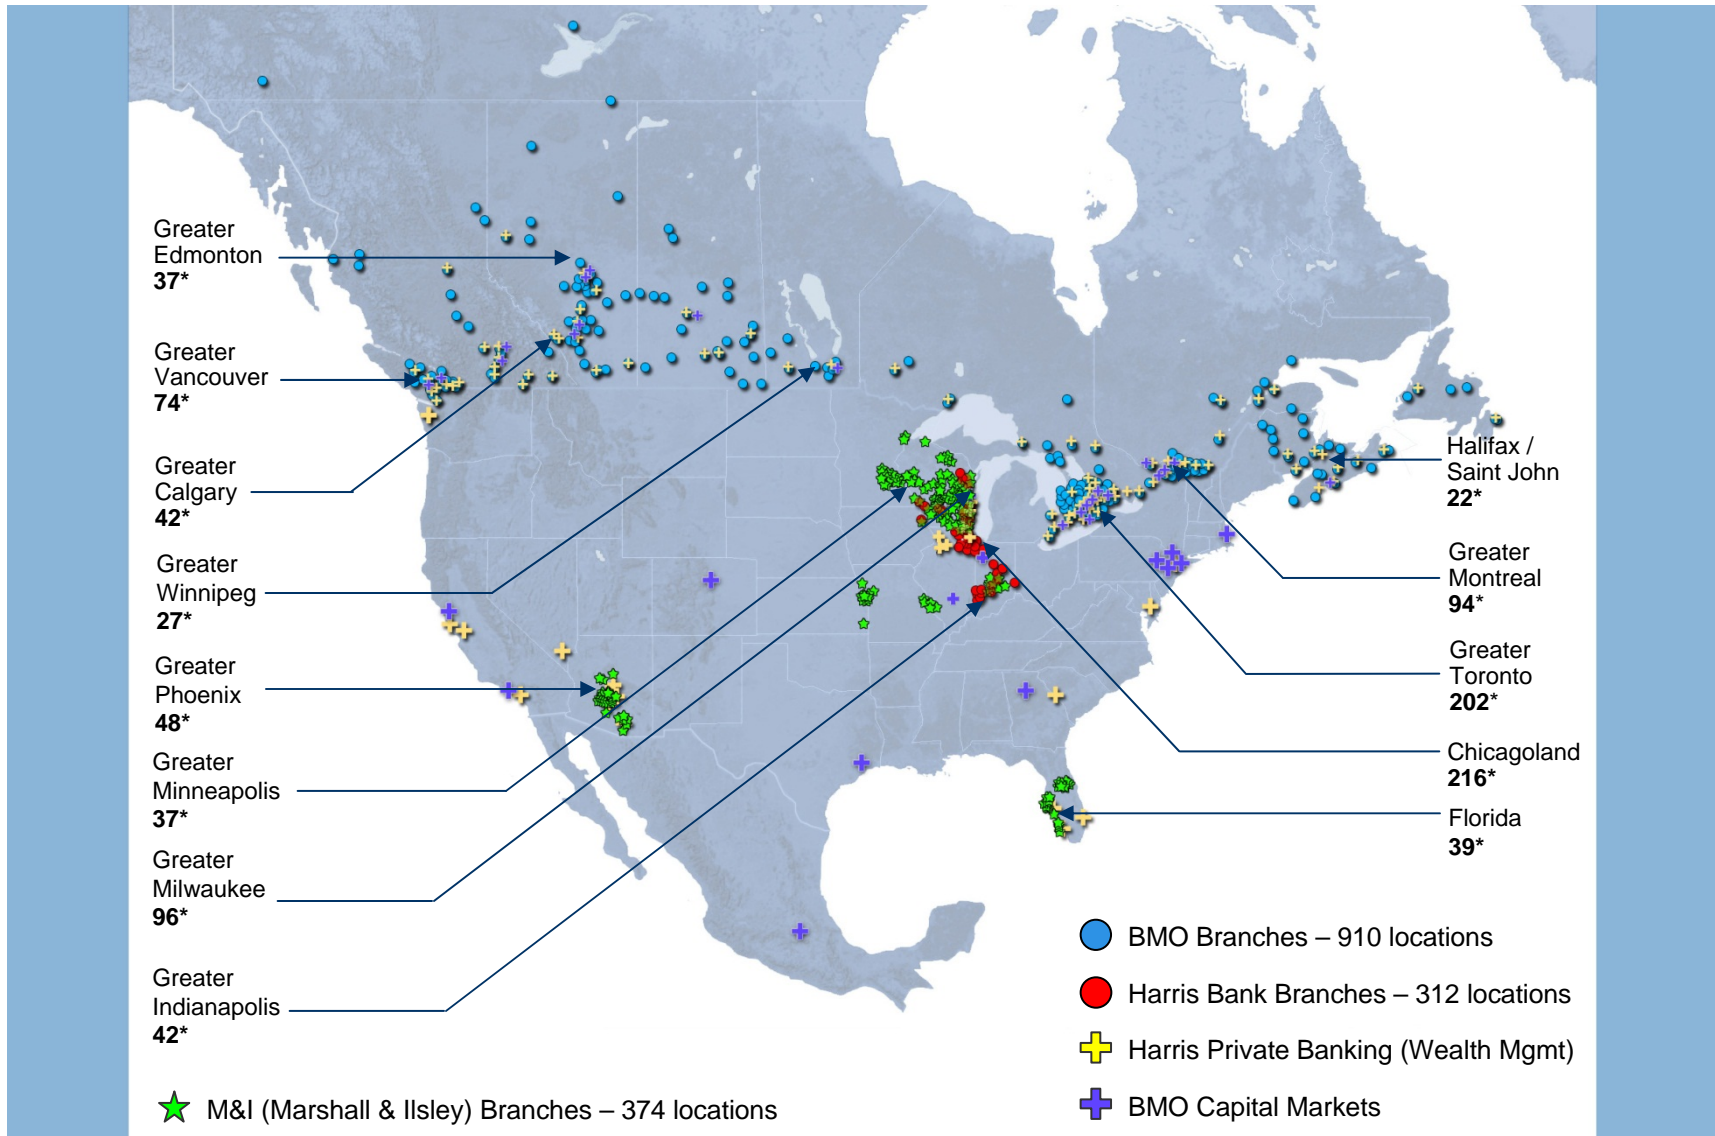 Greater
Edmonton
37*
Greater
Vancouver
74*
Greater
Calgary
42*
Greater
Winnipeg
27*
Greater
Phoenix
48*
Greater
Minneapolis
37*
Greater
Milwaukee
96*
Greater
Indianapolis
42*
Halifax /
Saint John
22*
Greater
Montreal
94*
Greater
Toronto
202*
Chicagoland
216*
Florida
39*
BMO Branches – 910 locations
Harris Bank Branches – 312 locations
Harris Private Banking (Wealth Mgmt)
BMO Capital Markets
M&I (Marshall & Ilsley) Branches – 374 locations